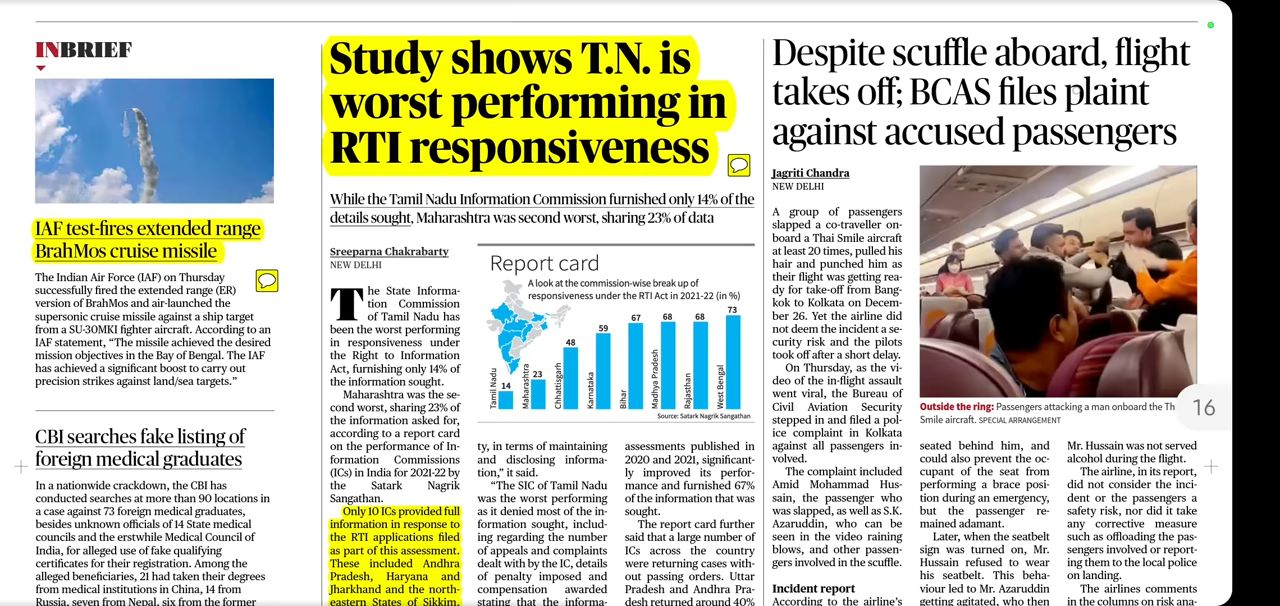 INBRIEF
IAF test-fires extended range
BrahMos cruise missile
The Indian Air Force (IAF) on Thursday
successfully fired the extended range (ER)
version of BrahMos and air-launched the
supersonic cruise missile against a ship target
from a SU-30MKI fighter aircraft. According to an
IAF statement, “The missile achieved the desired
mission objectives in the Bay of Bengal. The IAF
has achieved a significant boost to carry out
precision strikes against land/sea targets.”
CBI searches fake listing of
foreign medical graduates
In a nationwide crackdown, the CBI has
conducted searches at more than 90 locations in
a case against 73 foreign medical graduates,
besides unknown officials of 14 State medical
councils and the erstwhile Medical Council of
India, for alleged use of fake qualifying
certificates for their registration. Among the
alleged beneficiaries, 21 had taken their degrees
from medical institutions in China, 14 from
Russia, seven from Nepal, six from the former
Study shows T.N. is
worst performing in
RTI responsiveness
While the Tamil Nadu Information Commission furnished only 14% of the
details sought, Maharashtra was second worst, sharing 23% of data
Sreeparna Chakrabarty
NEW DELHI
The State Informa-
tion Commission
of Tamil Nadu has
been the worst performing
in responsiveness under
the Right to Information
Act, furnishing only 14% of
the information sought.
Maharashtra was the se-
cond worst, sharing 23% of
the information asked for,
according to a report card
on the performance of In-
formation Commissions
(ICs) in India for 2021-22 by
the Satark Nagrik
Sangathan.
Only 10 ICs provided full
information in response to
the RTI applications filed
as part of this assessment.
These included Andhra
Pradesh, Haryana and
Jharkhand and the north-
eastern States of Sikkim,
Report card
A look at the commission-wise break up of
responsiveness under the RTI Act in 2021-22 (in %)
Tamil Nadu 14
Maharashtra 23
Chhattisgarh 48
Karnataka 59
Bihar 67
Madhya Pradesh 68
Rajasthan 68
West Bengal 73
Source: Satark Nagrik Sangathan
ty, in terms of maintaining
and disclosing informa-
tion,” it said.
“The SIC of Tamil Nadu
was the worst performing
as it denied most of the in-
formation sought, includ-
ing regarding the number
of appeals and complaints
dealt with by the IC, details
of penalty imposed and
compensation awarded
stating that the informa-
assessments published in
2020 and 2021, significant-
ly improved its perfor-
mance and furnished 67%
of the information that was
sought.
The report card further
said that a large number of
ICs across the country
were returning cases with-
out passing orders. Uttar
Pradesh and Andhra Pra-
desh returned around 40%
Despite scuffle aboard, flight
takes off; BCAS files plaint
against accused passengers
Jagriti Chandra
NEW DELHI
A group of passengers
slapped a co-traveller on-
board a Thai Smile aircraft
at least 20 times, pulled his
hair and punched him as
their flight was getting rea-
dy for take-off from Bang-
kok to Kolkata on Decem-
ber 26. Yet the airline did
not deem the incident a se-
curity risk and the pilots
took off after a short delay.
On Thursday, as the vi-
deo of the in-flight assault
went viral, the Bureau of
Civil Aviation Security
stepped in and filed a pol-
ice complaint in Kolkata
against all passengers in-
volved.
The complaint included
Amid Mohammad Hus-
sain, the passenger who
was slapped, as well as S.K.
Azaruddin, who can be
seen in the video raining
blows, and other passen-
gers involved in the scuffle.
Incident report
According to the airline’s
Outside the ring: Passengers attacking a man onboard the Th
Smile aircraft. SPECIAL ARRANGEMENT
16
seated behind him, and
could also prevent the oc-
cupant of the seat from
performing a brace posi-
tion during an emergency,
but the passenger re-
mained adamant.
Later, when the seatbelt
sign was turned on, Mr.
Hussain refused to wear
his seatbelt. This beha-
viour led to Mr. Azaruddin
getting agitated, who then
Mr. Hussain was not served
alcohol during the flight.
The airline, in its report,
did not consider the inci-
dent or the passengers a
safety risk, nor did it take
any corrective measure
such as offloading the pas-
sengers involved or report-
ing them to the local police
on landing.
The airlines comments
in the columns on risk ana-